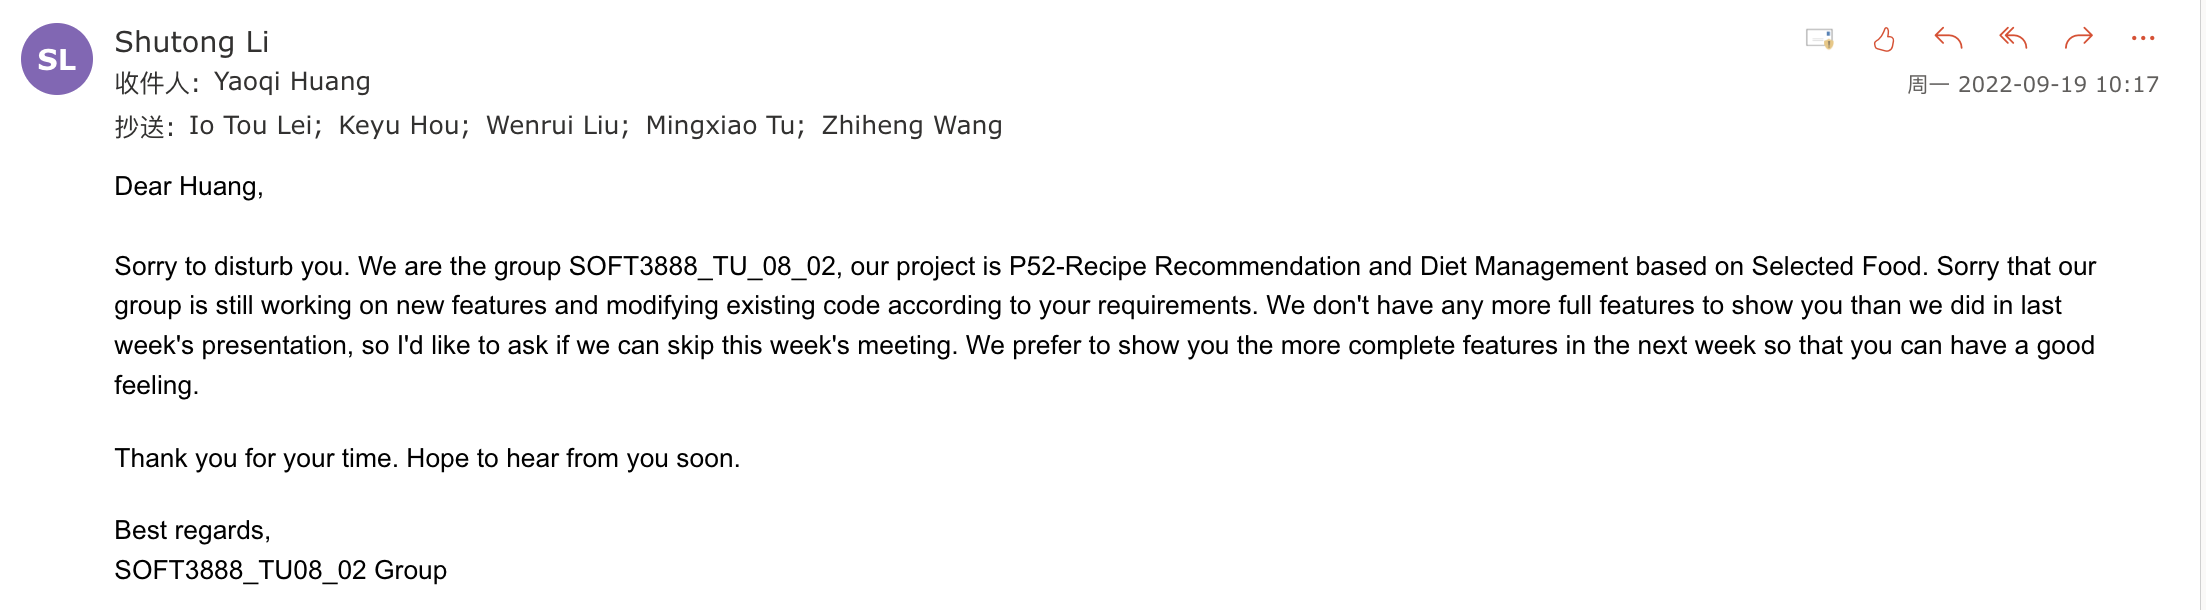 SL
Shutong Li
收件人: Yaoqi Huang
周一 2022-09-19 10:17
抄送: Io Tou Lei; Keyu Hou; Wenrui Liu; Mingxiao Tu; Zhiheng Wang
Dear Huang,
Sorry to disturb you. We are the group SOFT3888_TU_08_02, our project is P52-Recipe Recommendation and Diet Management based on Selected Food. Sorry that our
group is still working on new features and modifying existing code according to your requirements. We don't have any more full features to show you than we did in last
week's presentation, so I'd like to ask if we can skip this week's meeting. We prefer to show you the more complete features in the next week so that you can have a good
feeling.
Thank you for your time. Hope to hear from you soon.
Best regards,
SOFT3888_TU08_02 Group